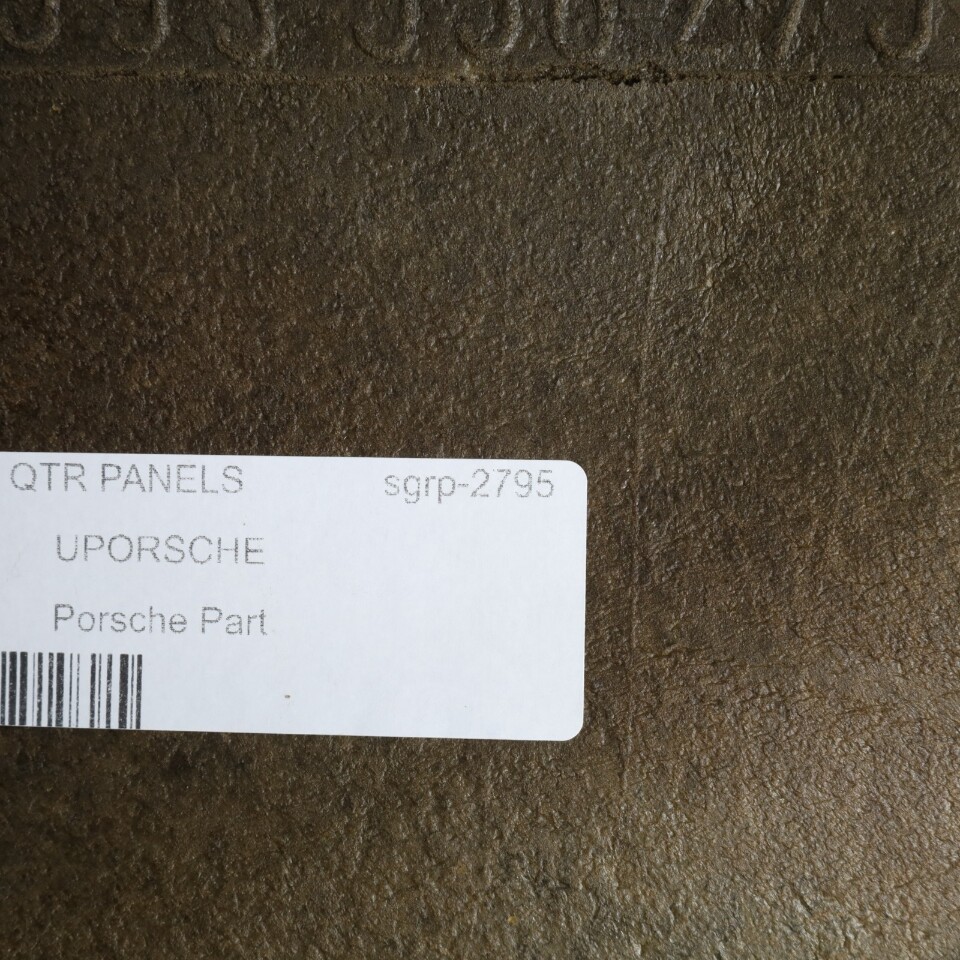 QTR PANELS sgrp-2795
UPORSCHE
Porsche Part